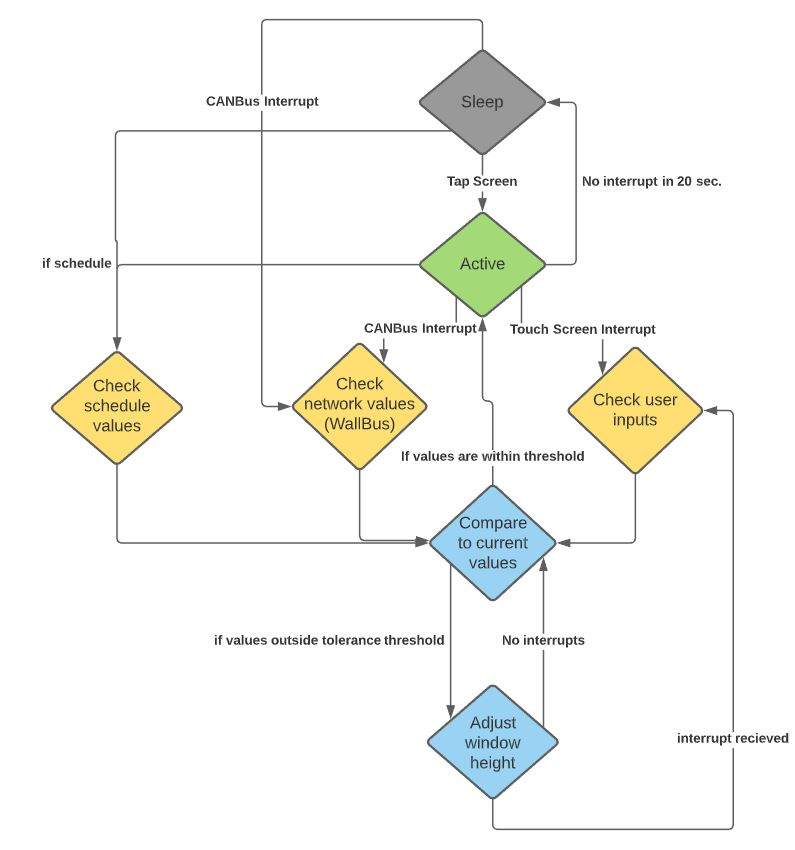 CANBus Interrupt
Sleep
Tap Screen
No interrupt in 20 sec.
if schedule
Active
CANBus Interrupt
Touch Screen Interrupt
Check
schedule
values
Check
network values
(WallBus)
Check user
inputs
If values are within threshold
Compare
to current
values
if values outside tolerance threshold
No interrupts
Adjust
window
height
interrupt recieved